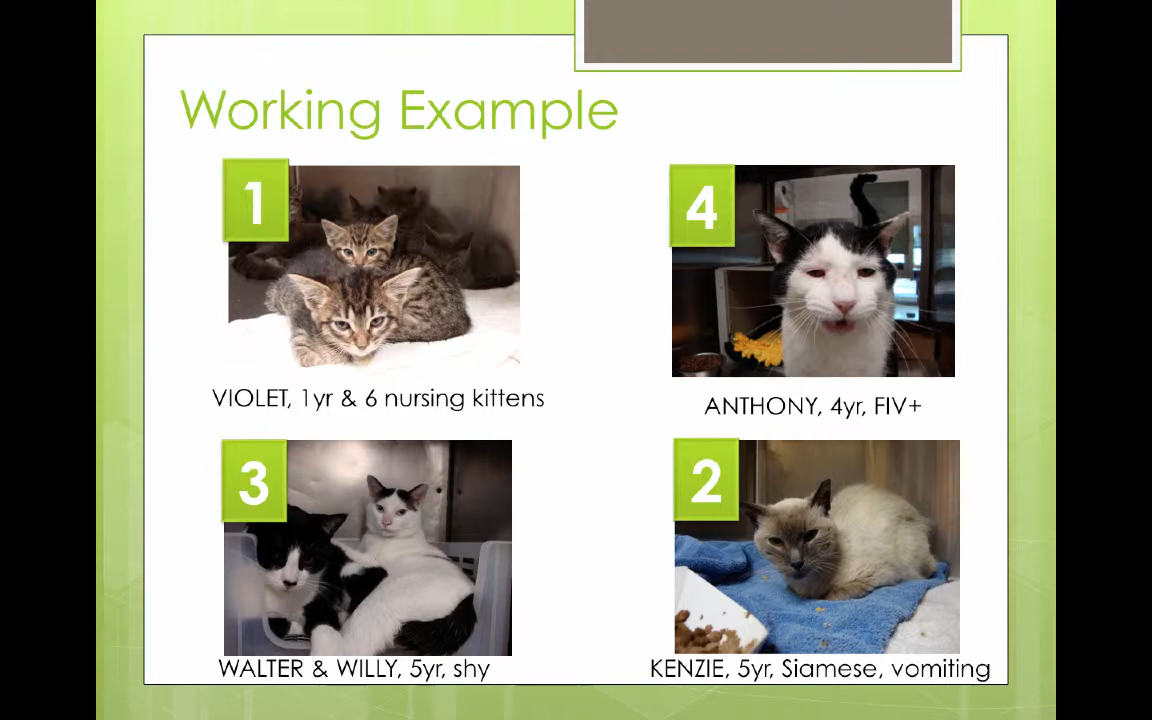 Working Example
1
4
VIOLET, 1yr & 6 nursing kittens
ANTHONY, 4yr, FIV+
3
2
WALTER & WILLY, 5yr, shy
KENZIE, 5yr, Siamese, vomiting